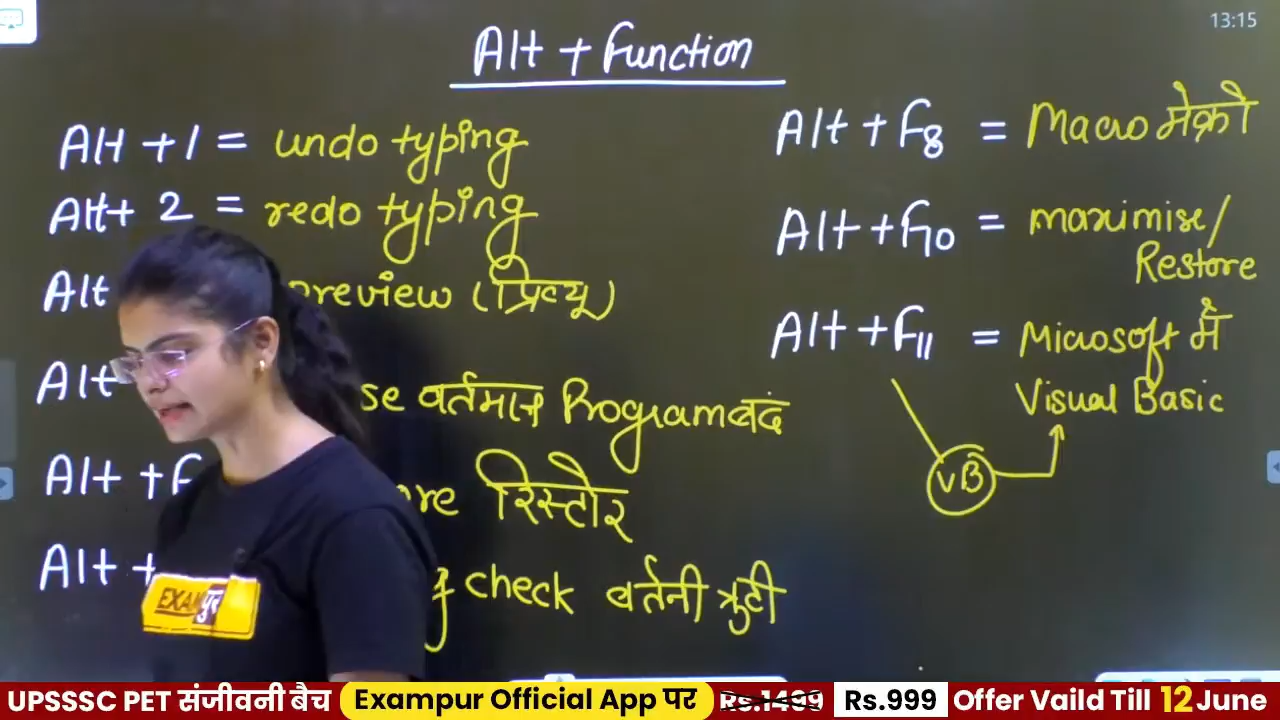 13:15
Alt + Function
Alt + 1 = undo typing
Alt + 2 = redo typing
Alt preview (प्रिव्यू)
Alt se वर्तमान Program बंद
Alt + F re रिस्टोर
Alt + g check वर्तनी त्रुटी
Alt + F8 = Macro मेक्रो
Alt + F10 = maximise/
Restore
Alt + F11 = Microsoft में
Visual Basic
VB
EXAMपुर
UPSSSC PET संजीवनी बैच Exampur Official App पर Rs.1499 Rs.999 Offer Vaild Till 12 June